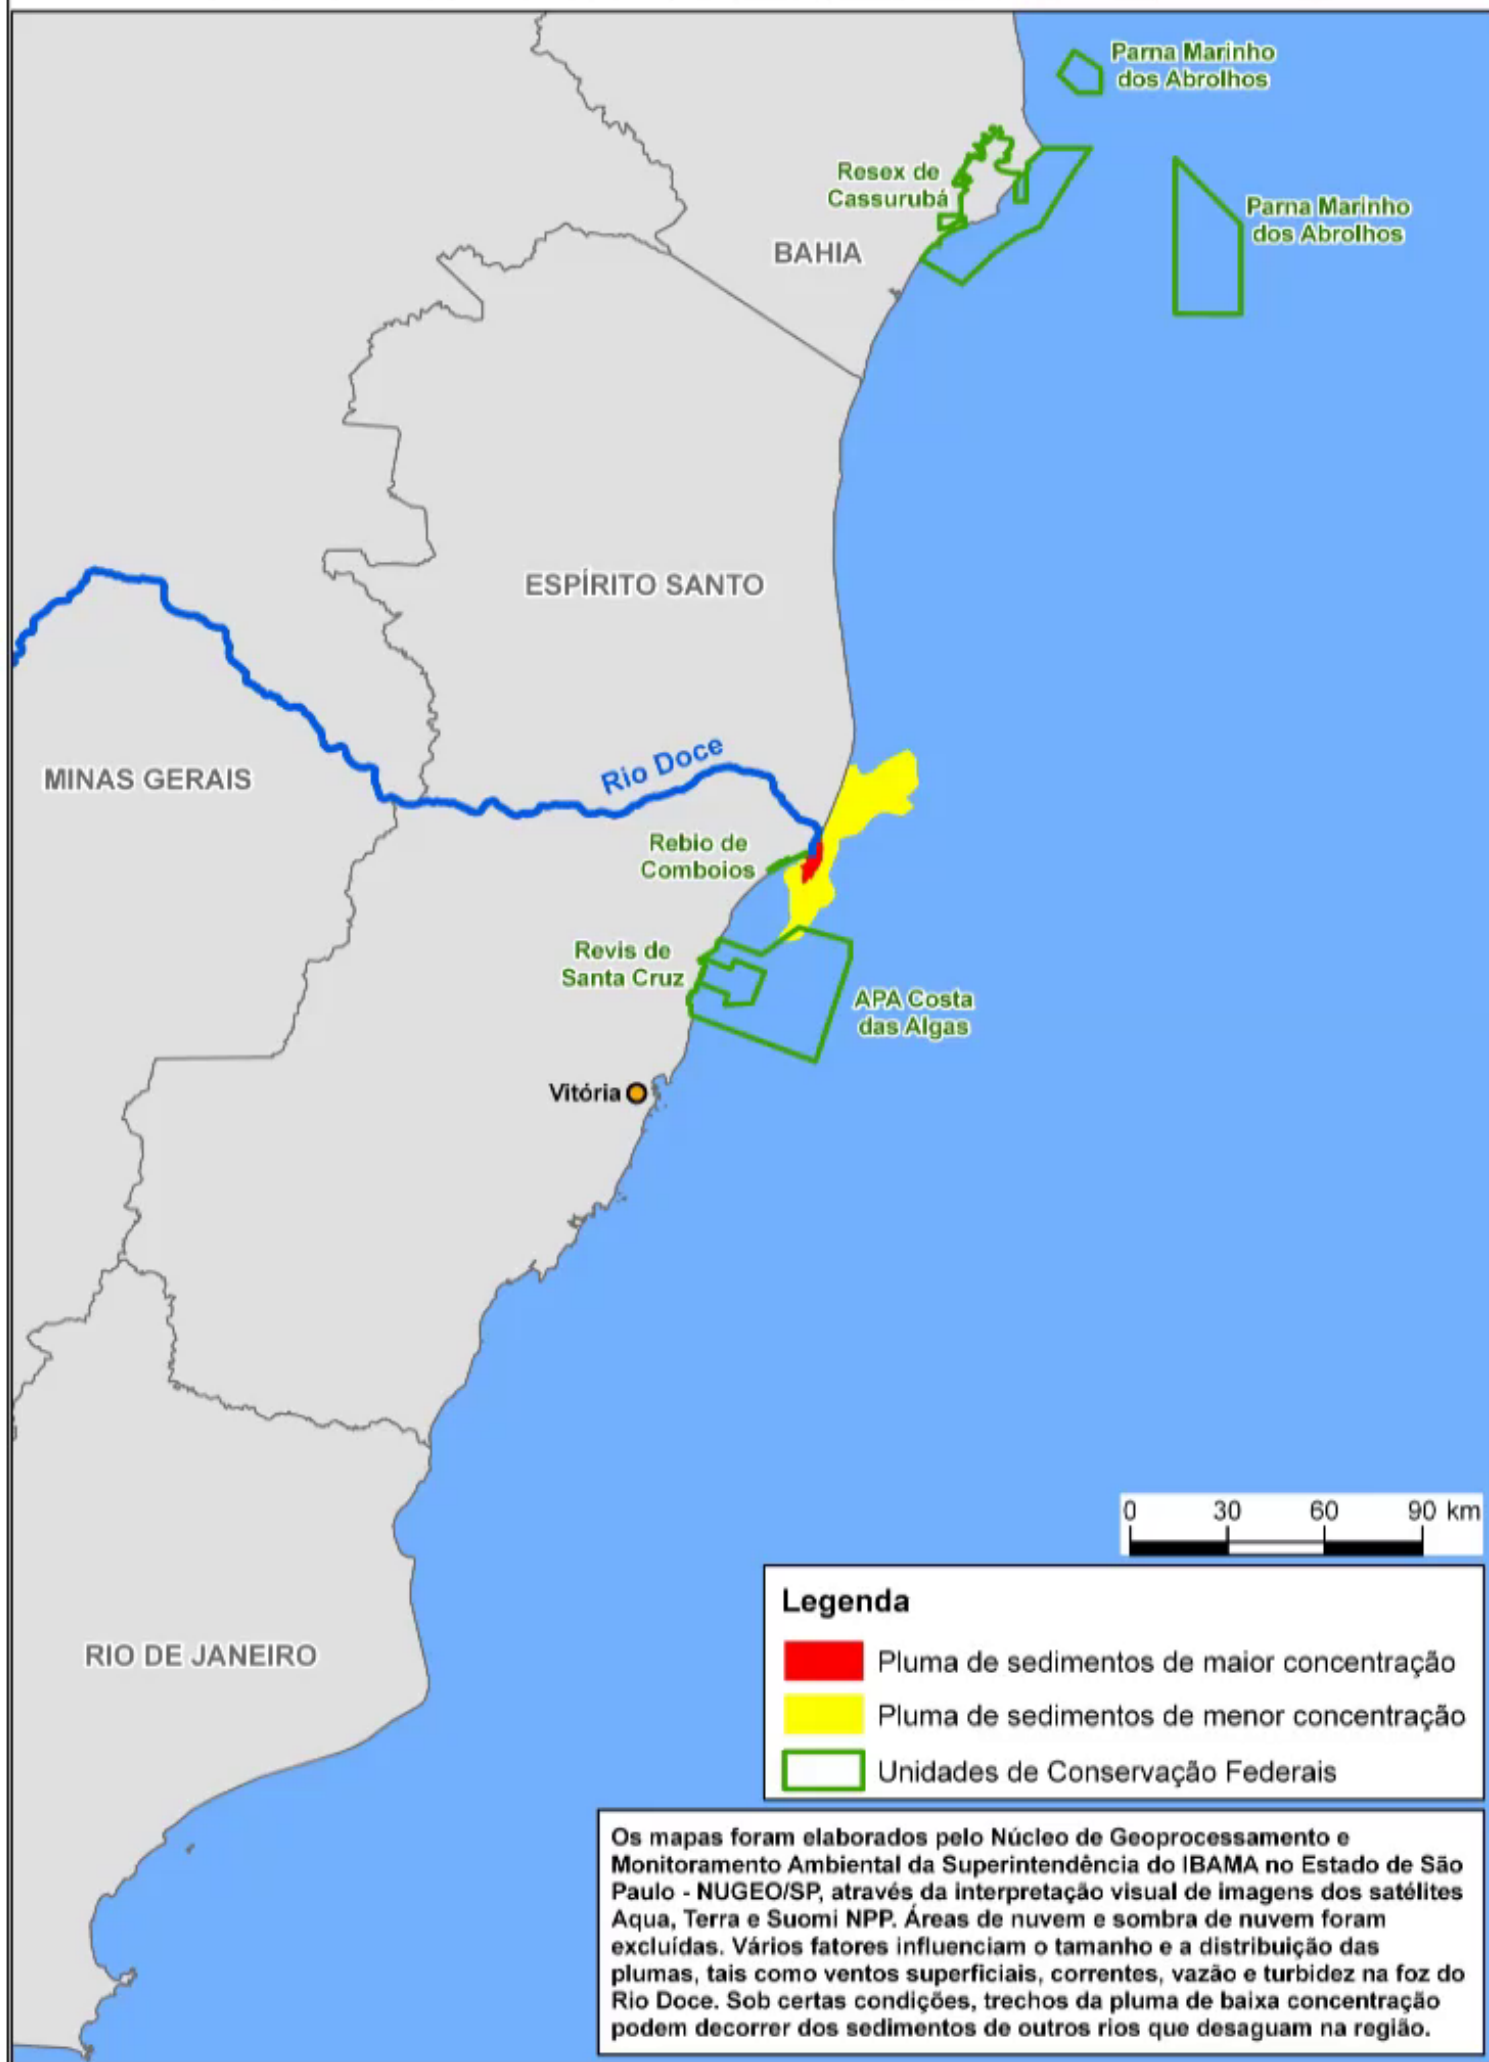 Parna Marinho
dos Abrolhos
Resex de
Cassurubá
Parna Marinho
dos Abrolhos
BAHIA
ESPÍRITO SANTO
MINAS GERAIS
Rio Doce
Rebio de
Comboios
Revis de
Santa Cruz
APA Costa
das Algas
Vitória
RIO DE JANEIRO
0 30 60 90 km
Legenda
Pluma de sedimentos de maior concentração
Pluma de sedimentos de menor concentração
Unidades de Conservação Federais
Os mapas foram elaborados pelo Núcleo de Geoprocessamento e
Monitoramento Ambiental da Superintendência do IBAMA no Estado de São
Paulo - NUGEO/SP, através da interpretação visual de imagens dos satélites
Aqua, Terra e Suomi NPP. Áreas de nuvem e sombra de nuvem foram
excluídas. Vários fatores influenciam o tamanho e a distribuição das
plumas, tais como ventos superficiais, correntes, vazão e turbidez na foz do
Rio Doce. Sob certas condições, trechos da pluma de baixa concentração
podem decorrer dos sedimentos de outros rios que desaguam na região.